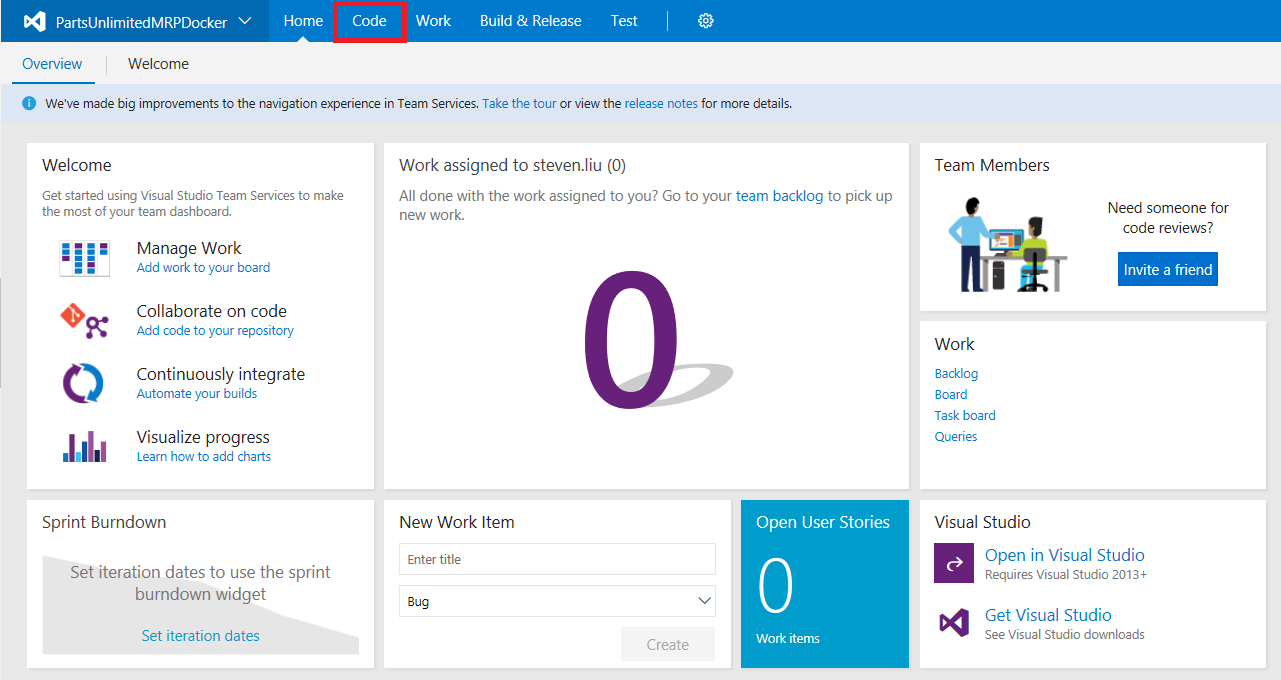 PartsUnlimitedMRPDocker
Home
Code
Work
Build & Release
Test
Overview
Welcome
We've made big improvements to the navigation experience in Team Services. Take the tour or view the release notes for more details.
Welcome
Get started using Visual Studio Team Services to make
the most of your team dashboard.
Manage Work
Add work to your board
Collaborate on code
Add code to your repository
Continuously integrate
Automate your builds
Visualize progress
Learn how to add charts
Work assigned to steven.liu (0)
All done with the work assigned to you? Go to your team backlog to pick up
new work.
0
Team Members
Need someone for
code reviews?
Invite a friend
Work
Backlog
Board
Task board
Queries
Sprint Burndown
Set iteration dates to use the sprint
burndown widget
Set iteration dates
New Work Item
Enter title
Bug
Create
Open User Stories
0
Work items
Visual Studio
Open in Visual Studio
Requires Visual Studio 2013+
Get Visual Studio
See Visual Studio downloads